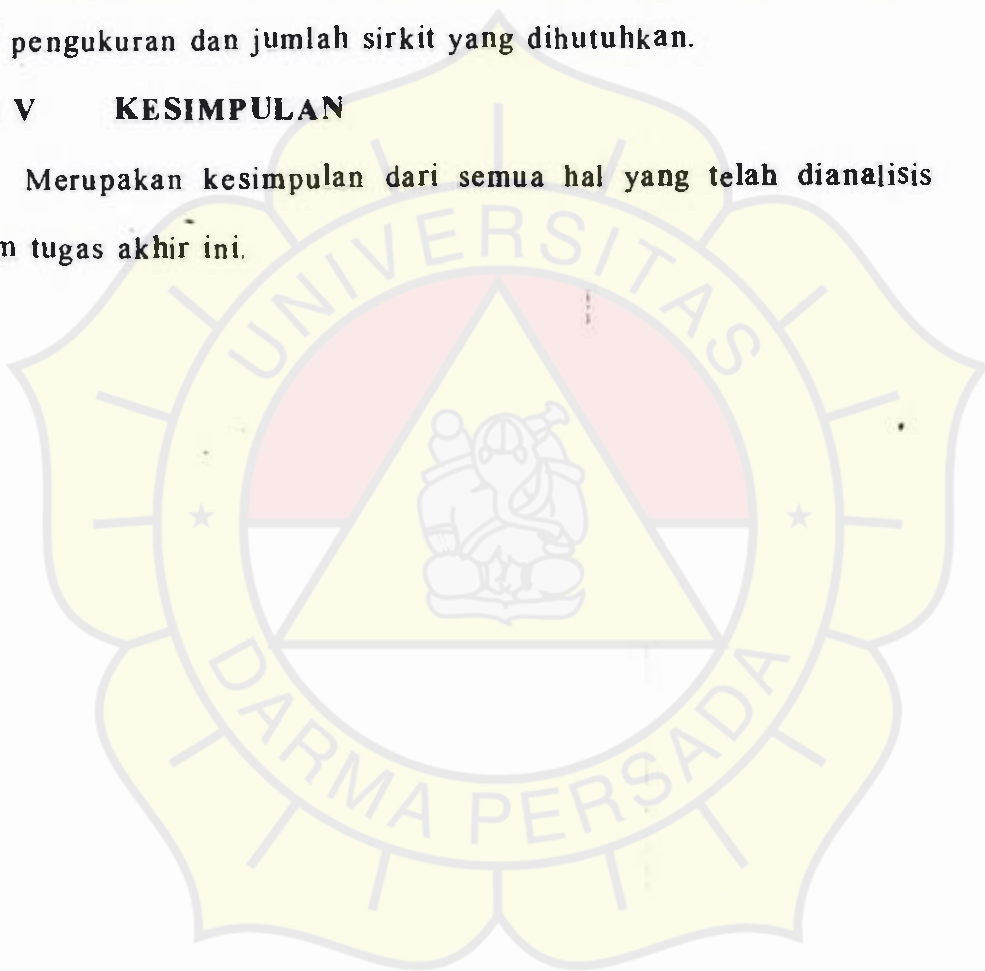 pengukuran dan jumlah sirkit yang dihutuhkan.
V KESIMPULAN
Merupakan kesimpulan dari semua hal yang telah dianalisis
m tugas akhir ini.
UNIVERSITAS
DARMA PERSADA